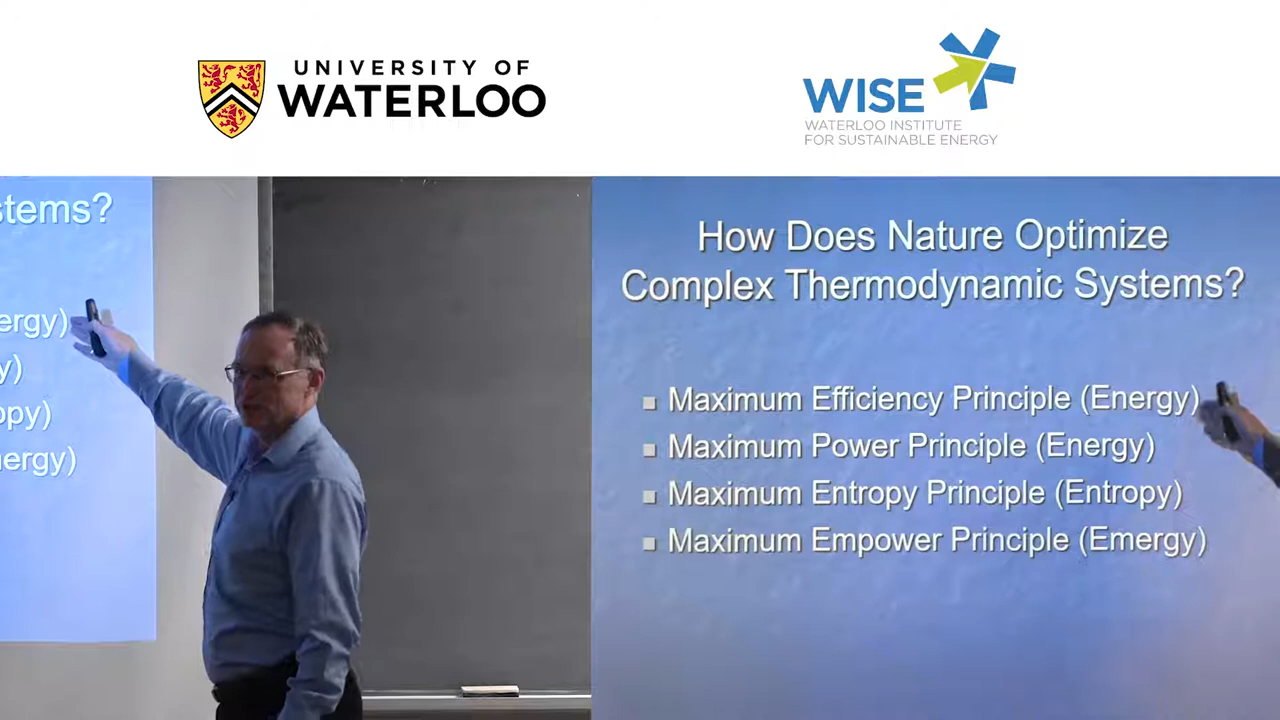 UNIVERSITY OF
WATERLOO
WISE
WATERLOO INSTITUTE
FOR SUSTAINABLE ENERGY
stems?
ergy)
y)
opy)
ergy)
How Does Nature Optimize
Complex Thermodynamic Systems?
Maximum Efficiency Principle (Energy)
Maximum Power Principle (Energy)
Maximum Entropy Principle (Entropy)
Maximum Empower Principle (Emergy)